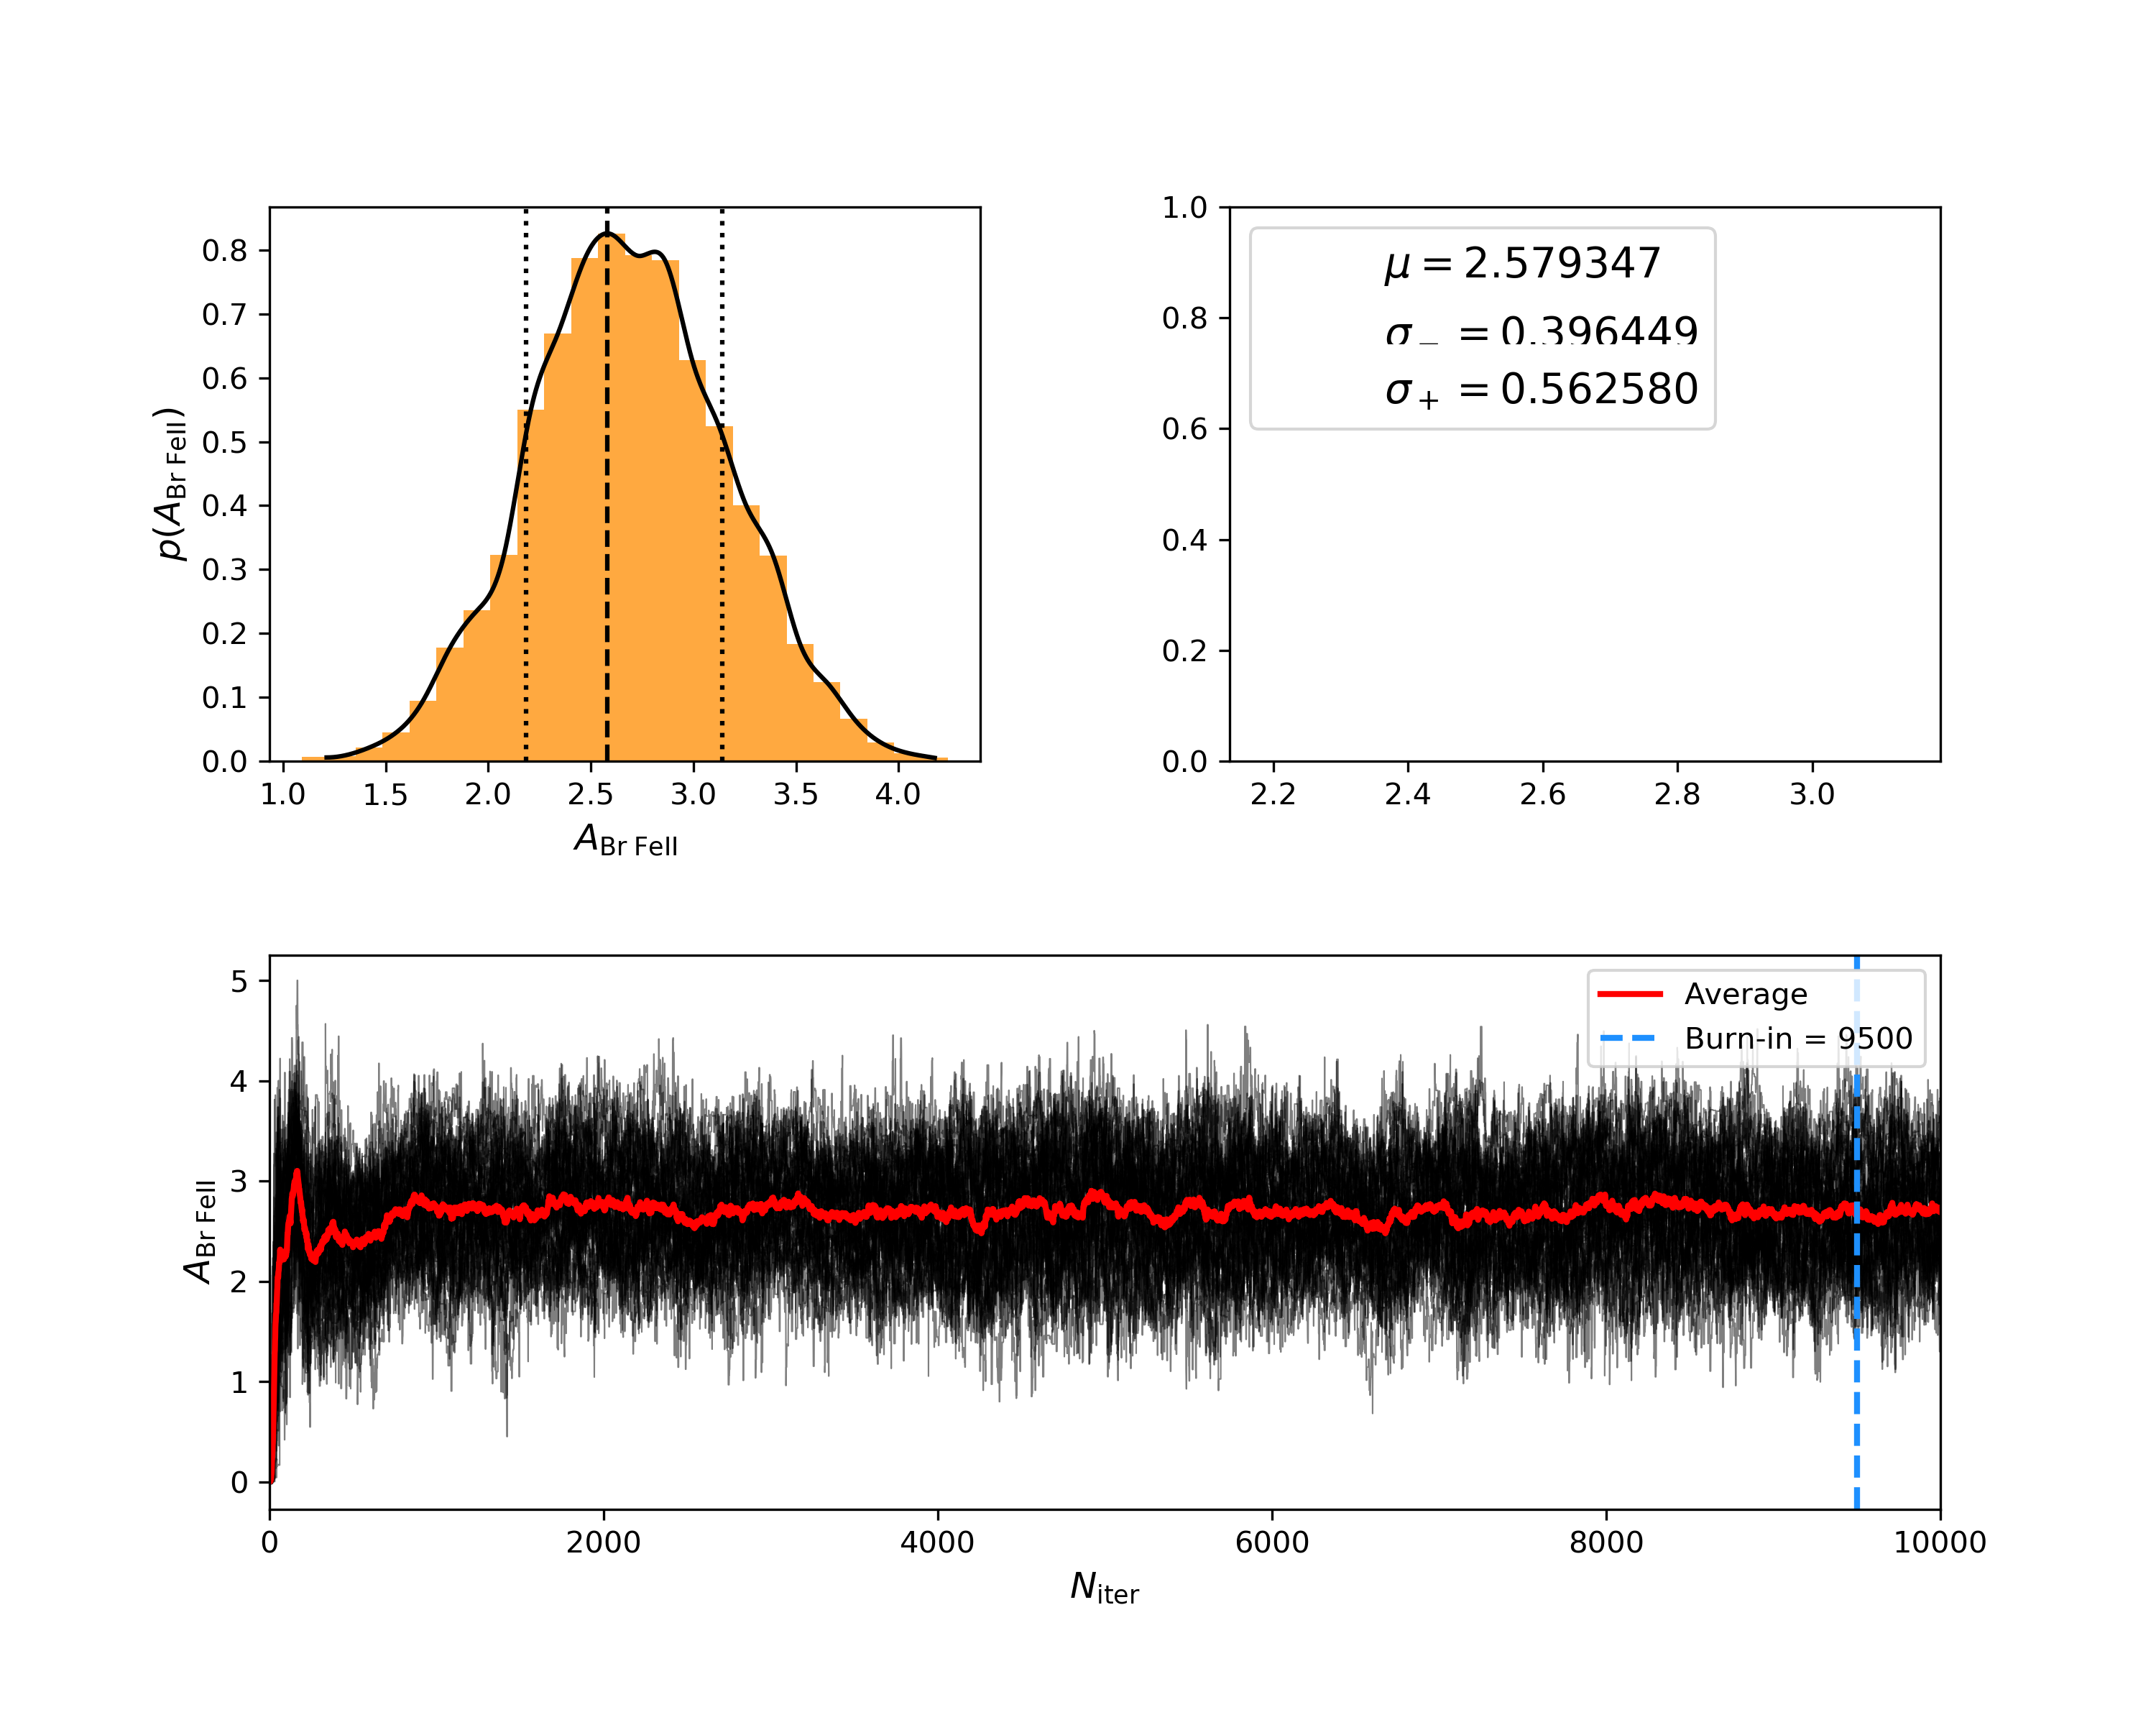 0.8
0.7
0.6
0.5
0.4
0.3
0.2
0.1
0.0
p(A_Br FeII)
1.0 1.5 2.0 2.5 3.0 3.5 4.0
A_Br FeII
1.0
0.8
0.6
0.4
0.2
0.0
μ = 2.579347
σ₋ = 0.396449
σ₊ = 0.562580
2.2 2.4 2.6 2.8 3.0
5
4
3
2
1
0
A_Br FeII
Average
Burn-in = 9500
0 2000 4000 6000 8000 10000
N_iter